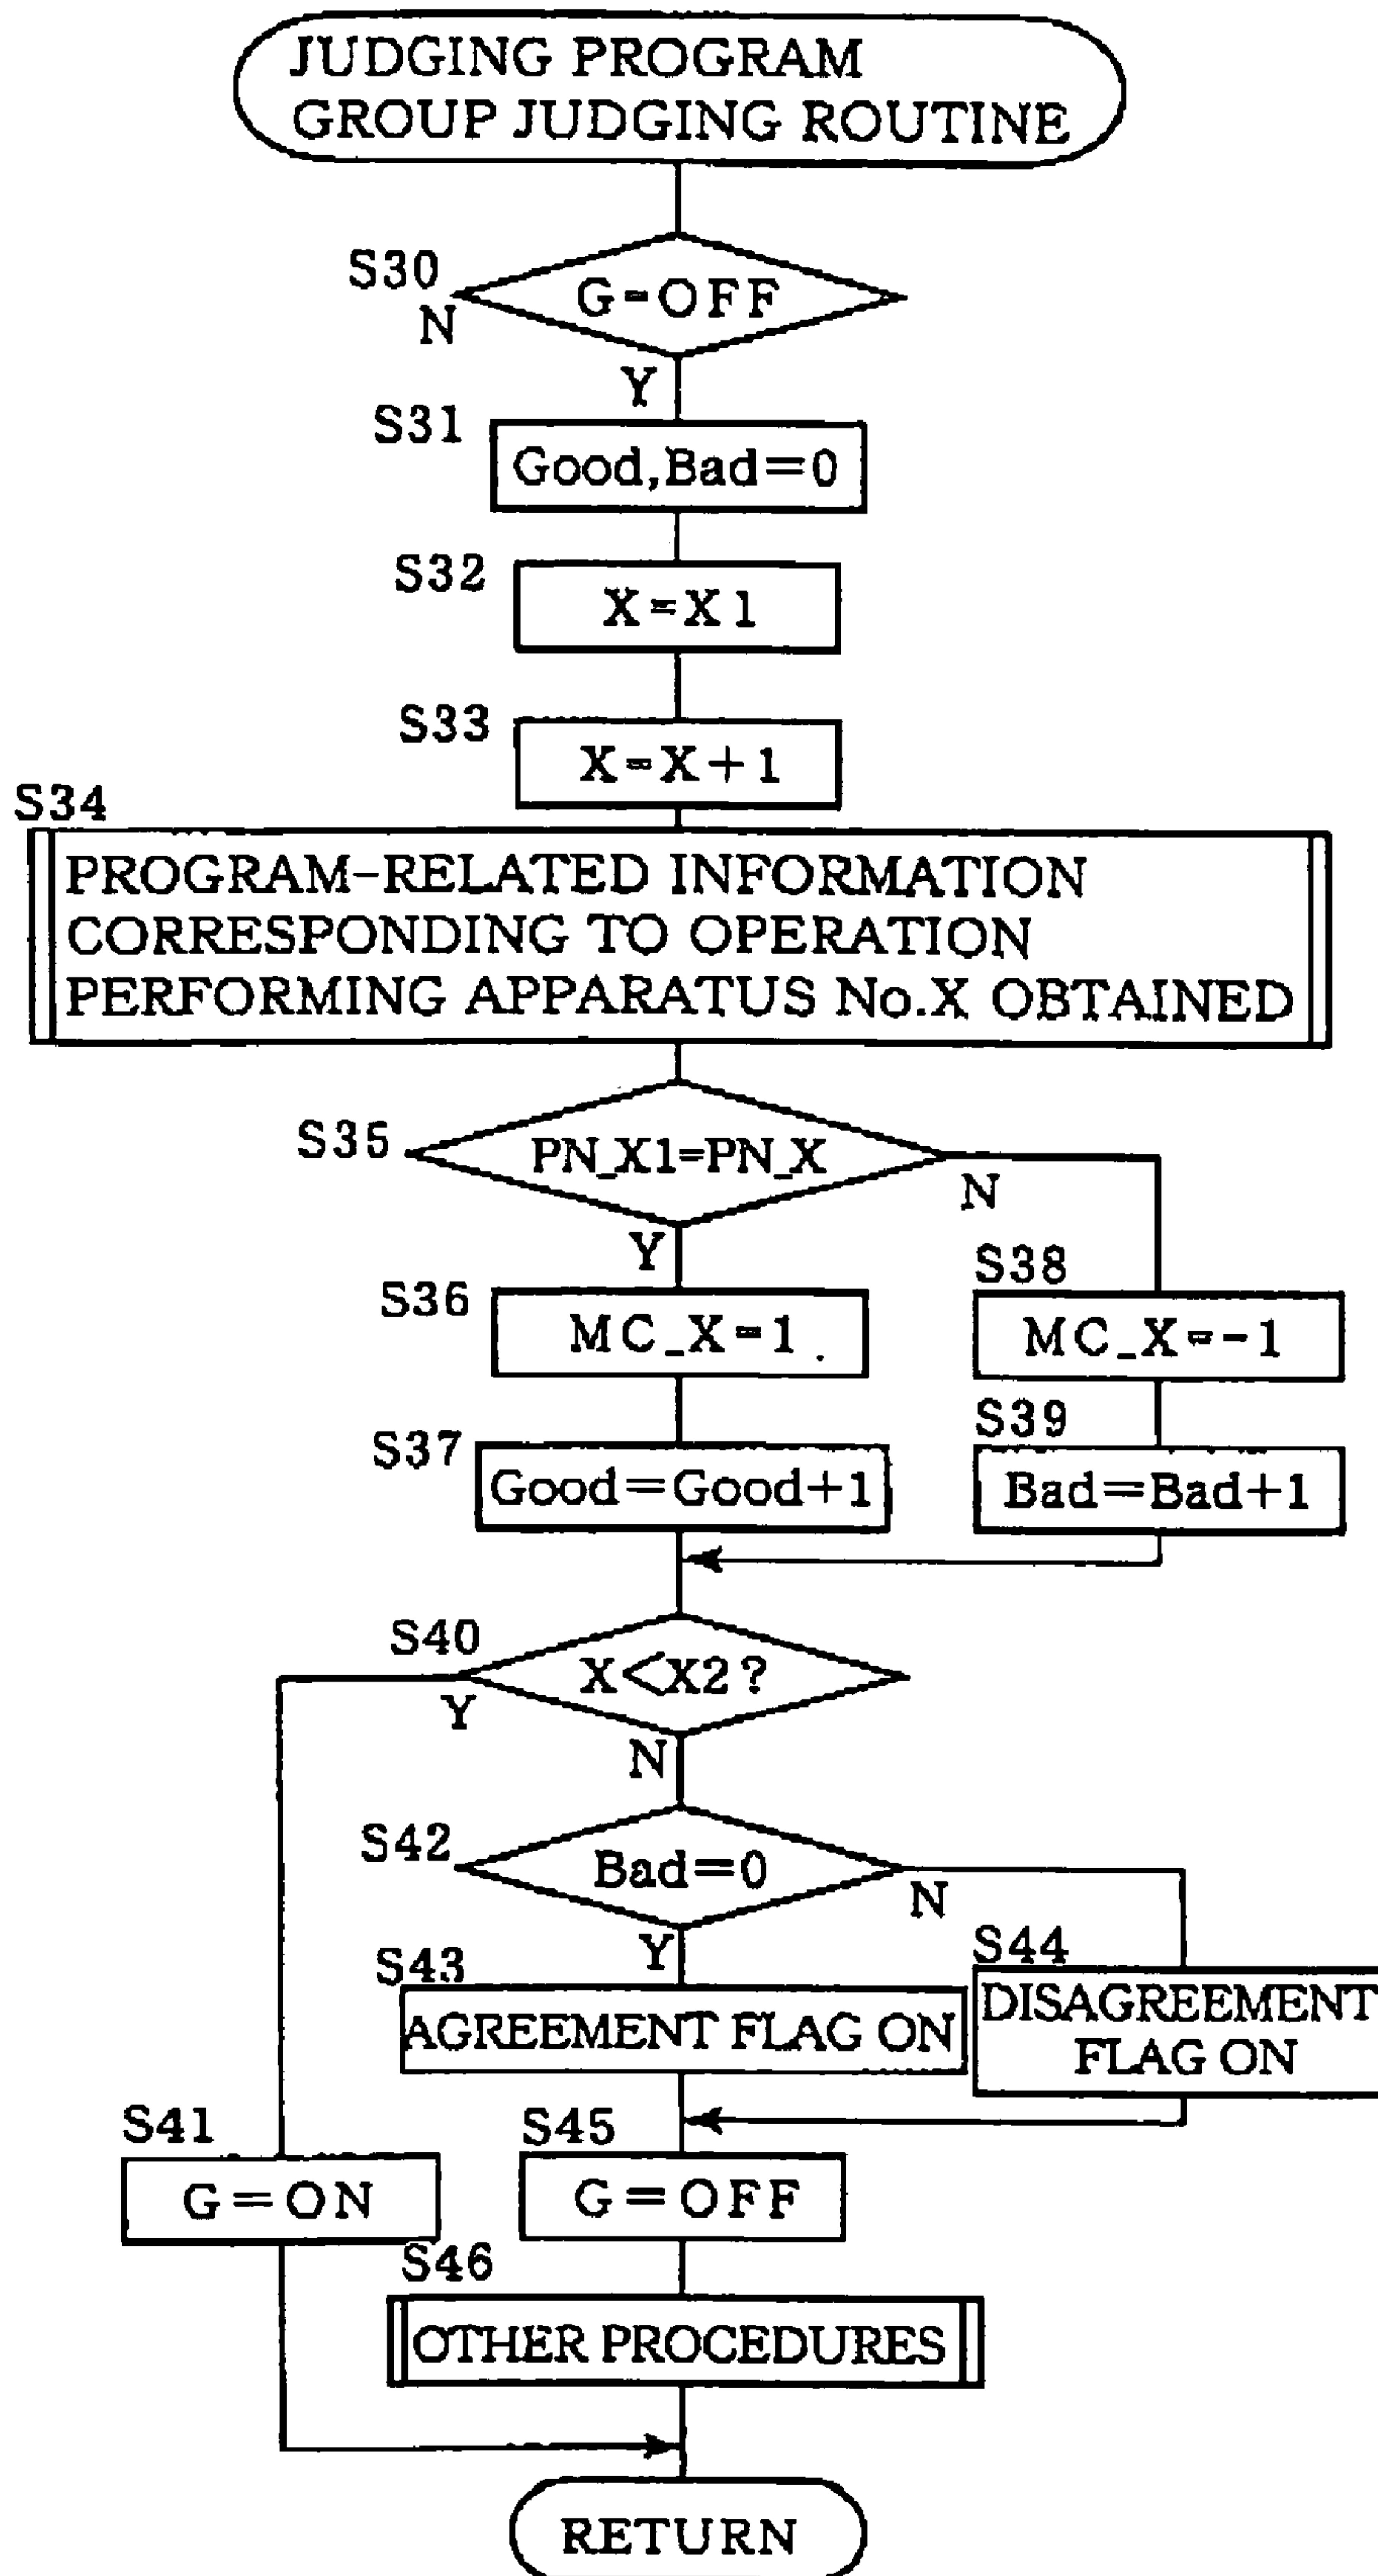 JUDGING PROGRAM
GROUP JUDGING ROUTINE
S30
G=OFF
N
Y
S31
Good,Bad=0
S32
X=X1
S33
X=X+1
S34
PROGRAM-RELATED INFORMATION
CORRESPONDING TO OPERATION
PERFORMING APPARATUS No.X OBTAINED
S35
PN_X1=PN_X
N
Y
S36
MC_X=1
S38
MC_X=-1
S37
Good=Good+1
S39
Bad=Bad+1
S40
X<X2?
Y
N
S42
Bad=0
N
Y
S43
AGREEMENT FLAG ON
S44
DISAGREEMENT
FLAG ON
S41
G=ON
S45
G=OFF
S46
OTHER PROCEDURES
RETURN